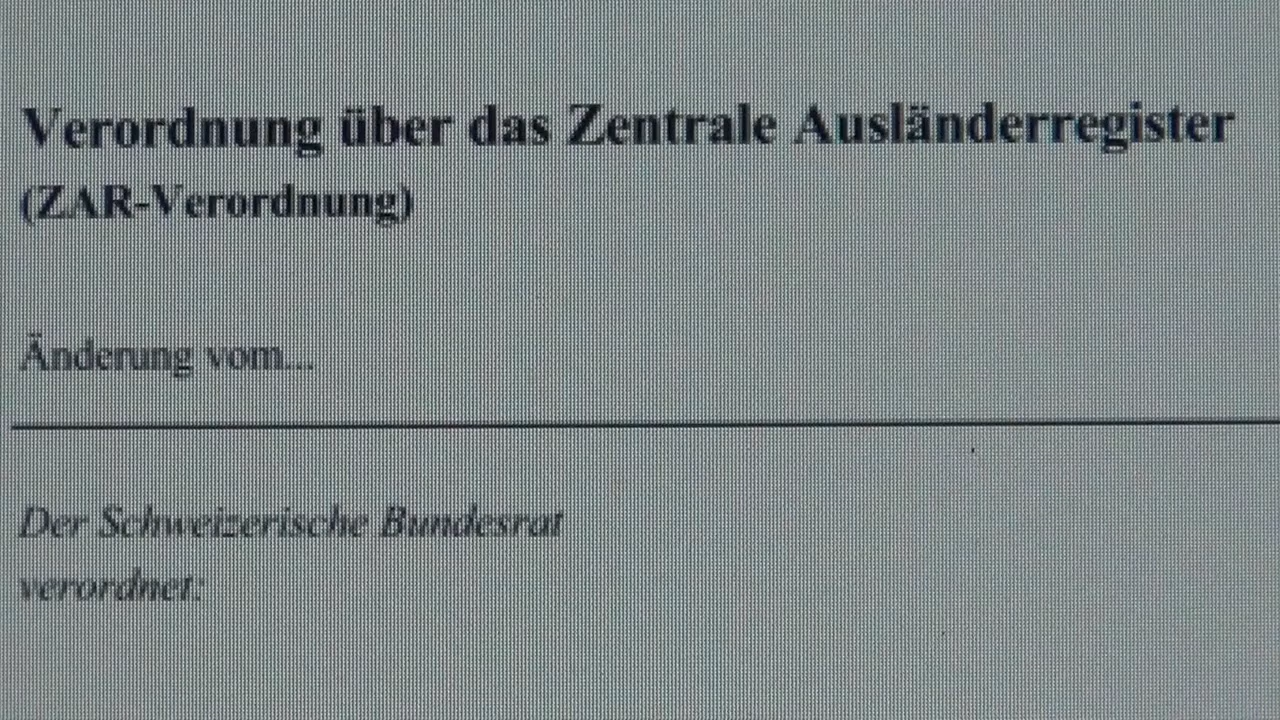 Verordnung über das Zentrale Ausländerregister
(ZAR-Verordnung)
Änderung vom...
Der Schweizerische Bundesrat
verordnet: